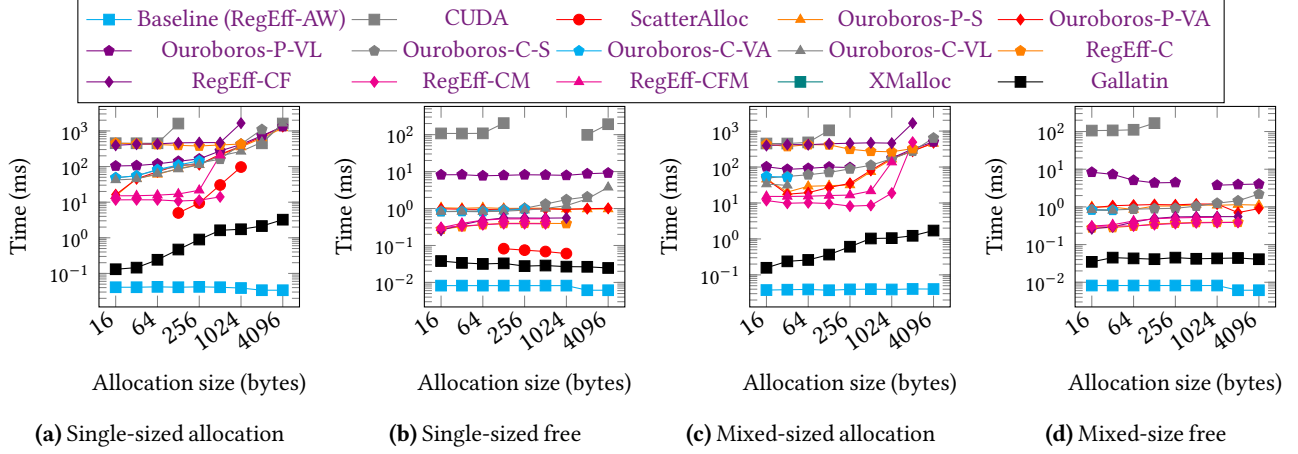 Baseline (RegEff-AW) CUDA ScatterAlloc Ouroboros-P-S Ouroboros-P-VA
Ouroboros-P-VL Ouroboros-C-S Ouroboros-C-VA Ouroboros-C-VL RegEff-C
RegEff-CF RegEff-CM RegEff-CFM XMalloc Gallatin
Time (ms)
10³
10²
10¹
10⁰
10⁻¹
16 64 256 1024 4096
Allocation size (bytes)
(a) Single-sized allocation
Time (ms)
10²
10¹
10⁰
10⁻¹
10⁻²
16 64 256 1024 4096
Allocation size (bytes)
(b) Single-sized free
Time (ms)
10³
10²
10¹
10⁰
10⁻¹
16 64 256 1024 4096
Allocation size (bytes)
(c) Mixed-sized allocation
Time (ms)
10²
10¹
10⁰
10⁻¹
10⁻²
16 64 256 1024 4096
Allocation size (bytes)
(d) Mixed-size free